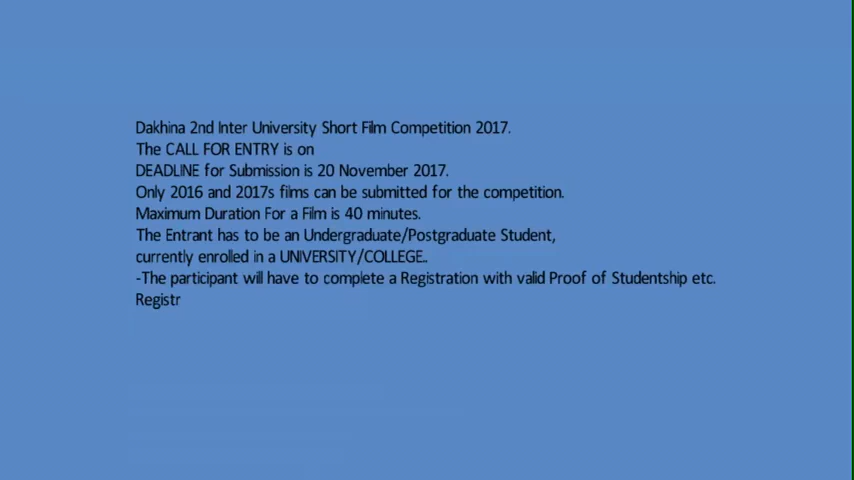 Dakhina 2nd Inter University Short Film Competition 2017.
The CALL FOR ENTRY is on
DEADLINE for Submission is 20 November 2017.
Only 2016 and 2017s films can be submitted for the competition.
Maximum Duration For a Film is 40 minutes.
The Entrant has to be an Undergraduate/Postgraduate Student,
currently enrolled in a UNIVERSITY/COLLEGE..
-The participant will have to complete a Registration with valid Proof of Studentship etc.
Registr